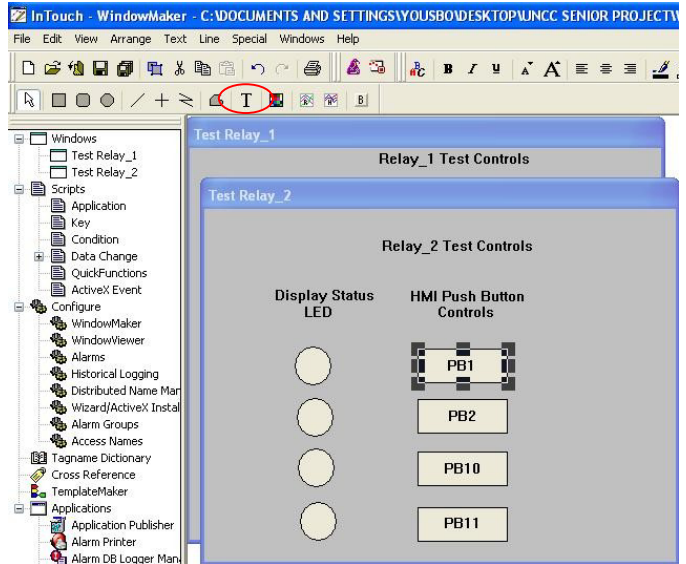 InTouch - WindowMaker - C:\DOCUMENTS AND SETTINGS\YOUSBO\DESKTOP\UNCC SENIOR PROJECT\
File Edit View Arrange Text Line Special Windows Help
B I U A A
T B
Windows
Test Relay_1
Test Relay_2
Scripts
Application
Key
Condition
Data Change
QuickFunctions
ActiveX Event
Configure
WindowMaker
WindowViewer
Alarms
Historical Logging
Distributed Name Mar
Wizard/ActiveX Instal
Alarm Groups
Access Names
Tagname Dictionary
Cross Reference
TemplateMaker
Applications
Application Publisher
Alarm Printer
Alarm DB Logger Man
Test Relay_1
Relay_1 Test Controls
Test Relay_2
Relay_2 Test Controls
Display Status
LED
HMI Push Button
Controls
PB1
PB2
PB10
PB11